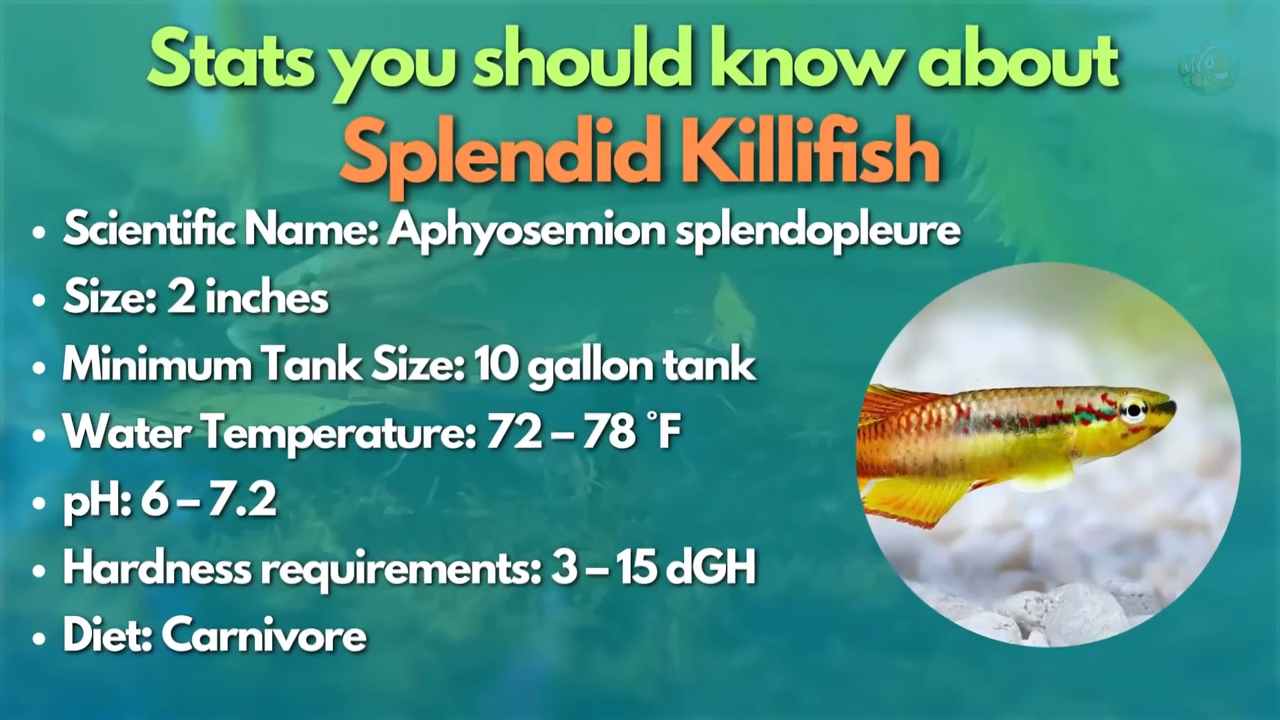 Stats you should know about
Splendid Killifish
• Scientific Name: Aphyosemion splendopleure
• Size: 2 inches
• Minimum Tank Size: 10 gallon tank
• Water Temperature: 72 – 78 °F
• pH: 6 – 7.2
• Hardness requirements: 3 – 15 dGH
• Diet: Carnivore